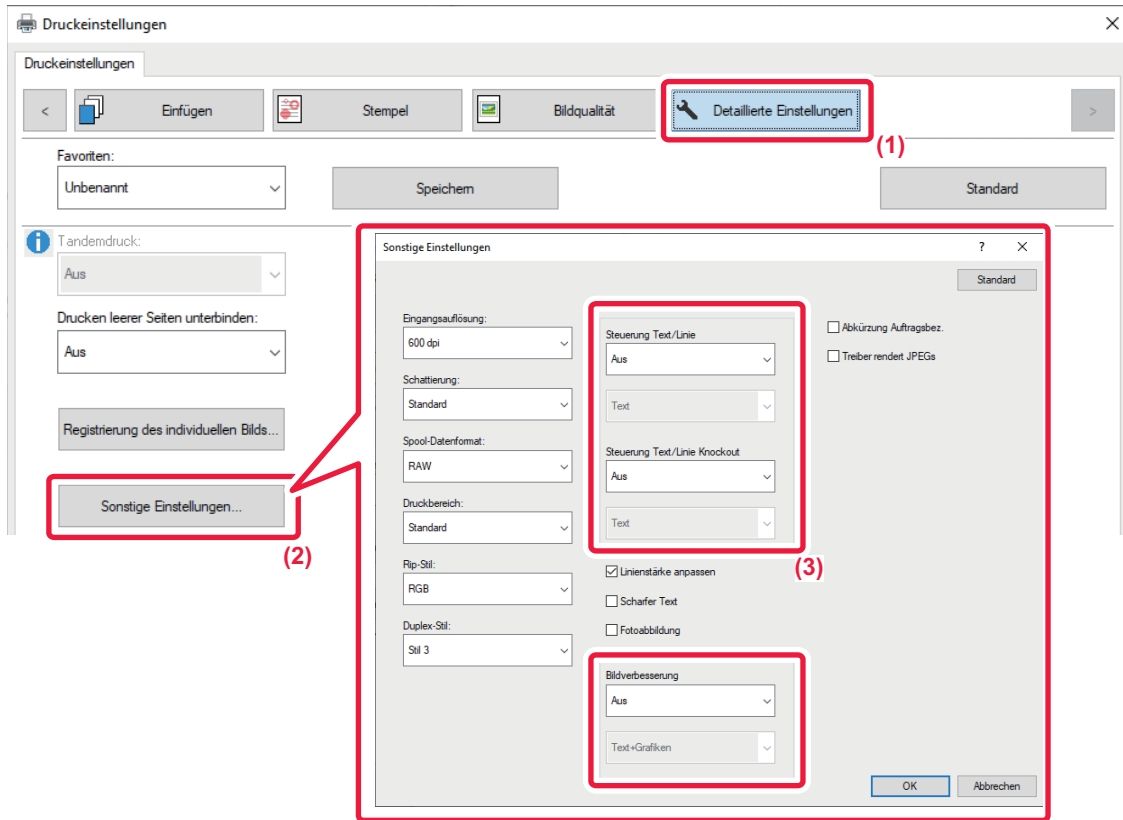 Druckeinstellungen
Druckeinstellungen
<
Einfügen
Stempel
Bildqualität
Detaillierte Einstellungen
>
(1)
Favoriten:
Unbenannt
Speichern
Standard
Tandemdruck:
Aus
Drucken leerer Seiten unterbinden:
Aus
Registrierung des individuellen Bilds...
Sonstige Einstellungen...
(2)
Sonstige Einstellungen
?
Standard
Eingangsauflösung:
600 dpi
Schattierung:
Standard
Spool-Datenformat:
RAW
Druckbereich:
Standard
Rip-Stil:
RGB
Duplex-Stil:
Stil 3
Steuerung Text/Linie
Aus
Text
Steuerung Text/Linie Knockout
Aus
Text
(3)
Linienstärke anpassen
Scharfer Text
Fotoabbildung
Bildverbesserung
Aus
Text+Grafiken
Abkürzung Auftragsbez.
Treiber rendert JPEGs
OK
Abbrechen